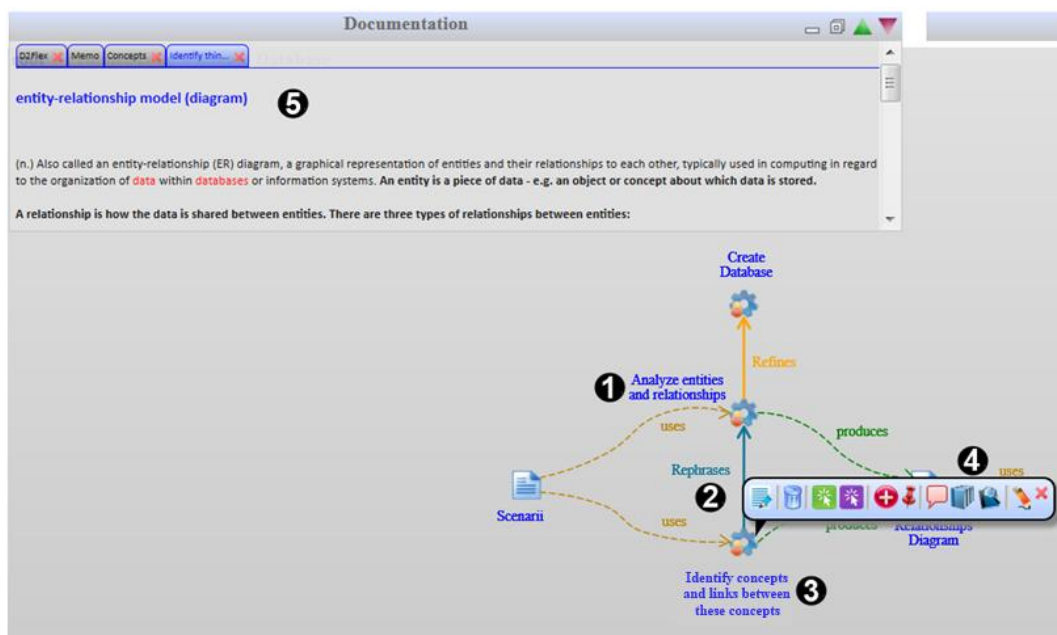 Documentation
D2Flex Memo Concepts Identify thin...
entity-relationship model (diagram)
5
(n.) Also called an entity-relationship (ER) diagram, a graphical representation of entities and their relationships to each other, typically used in computing in regard
to the organization of data within databases or information systems. An entity is a piece of data - e.g. an object or concept about which data is stored.
A relationship is how the data is shared between entities. There are three types of relationships between entities:
Create
Database
Refines
1
Analyze entities
and relationships
uses
produces
Rephrases
2
4
uses
Scenarii
uses
produces
Relationships
Diagram
Identify concepts
and links between
these concepts
3